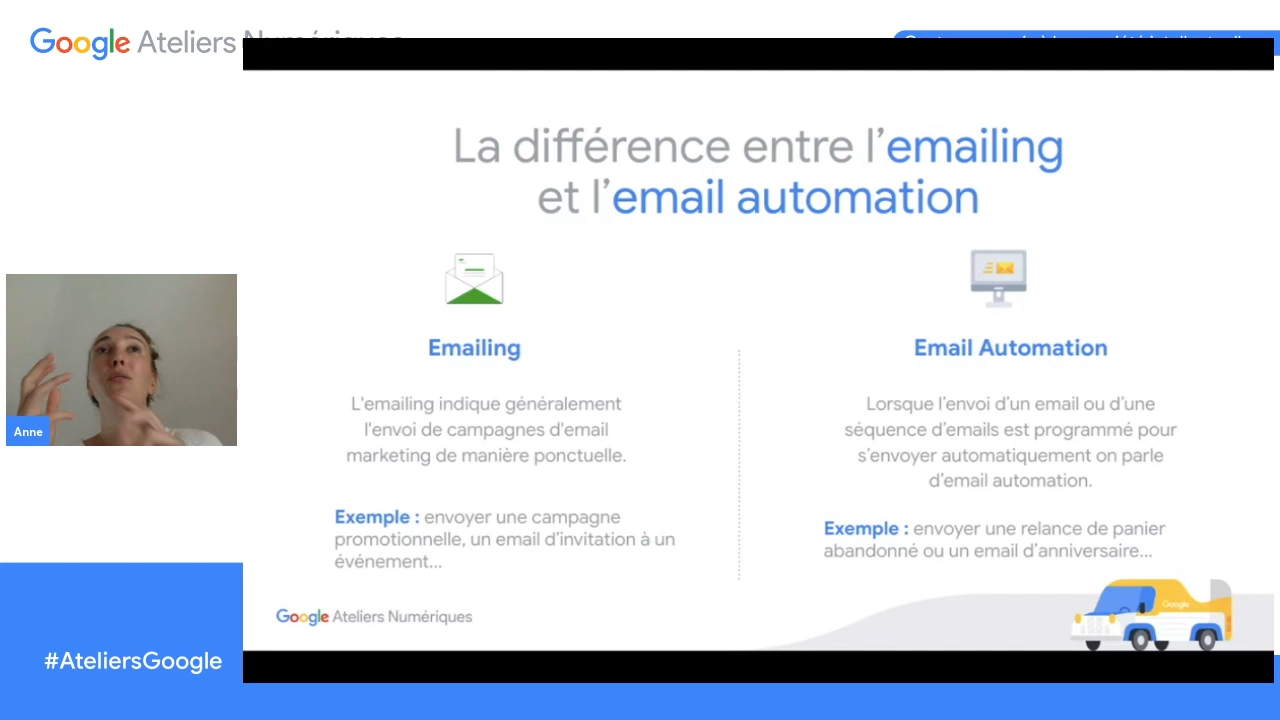 Google Ateliers
La différence entre l’emailing
et l’email automation
Emailing
L'emailing indique généralement
l'envoi de campagnes d'email
marketing de manière ponctuelle.
Exemple : envoyer une campagne
promotionnelle, un email d’invitation à un
événement...
Email Automation
Lorsque l’envoi d’un email ou d’une
séquence d’emails est programmé pour
s’envoyer automatiquement on parle
d’email automation.
Exemple : envoyer une relance de panier
abandonné ou un email d’anniversaire...
Google
Google Ateliers Numériques
Anne
#AteliersGoogle